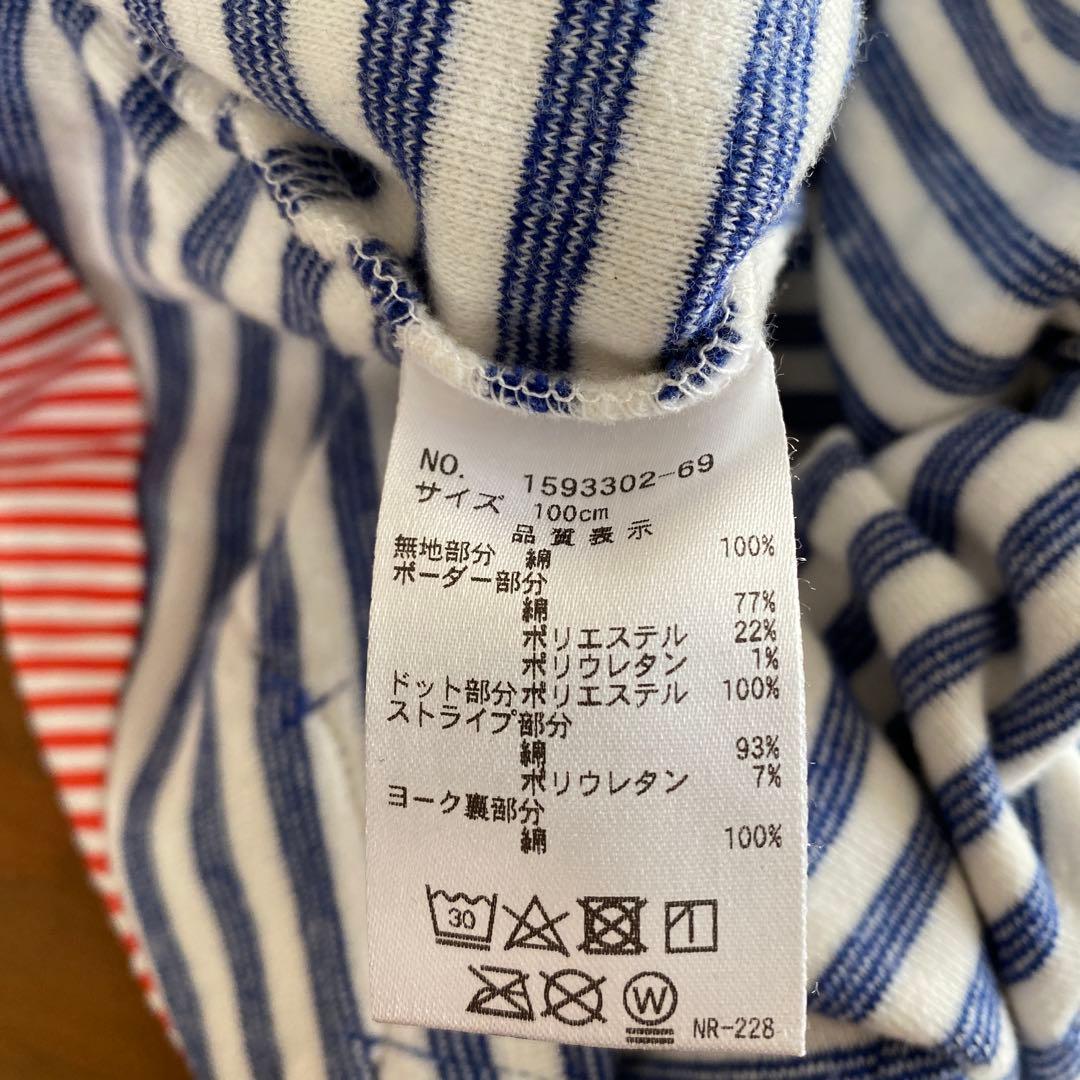 NO. 1593302-69
サイズ 100cm
品質表示
無地部分 綿 100%
ボーダー部分
綿 77%
ポリエステル 22%
ポリウレタン 1%
ドット部分 ポリエステル 100%
ストライプ部分
綿 93%
ポリウレタン 7%
ヨーク裏部分
綿 100%
30
W
NR-228